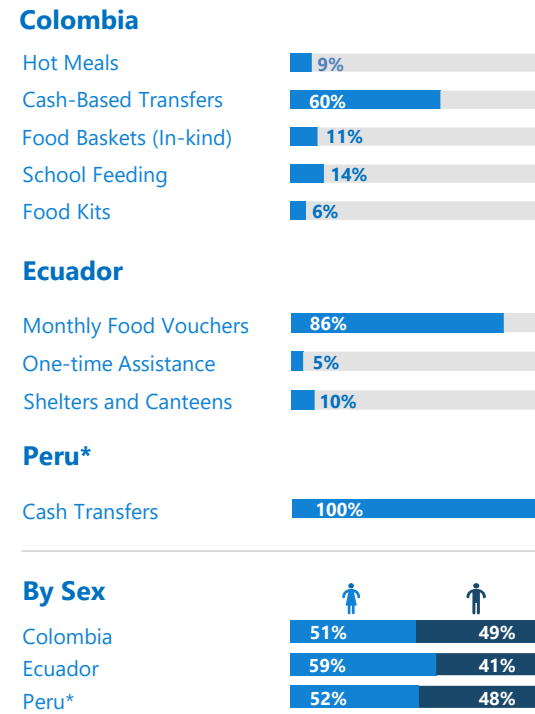 Colombia
Hot Meals 9%
Cash-Based Transfers 60%
Food Baskets (In-kind) 11%
School Feeding 14%
Food Kits 6%
Ecuador
Monthly Food Vouchers 86%
One-time Assistance 5%
Shelters and Canteens 10%
Peru*
Cash Transfers 100%
By Sex
Colombia 51% 49%
Ecuador 59% 41%
Peru* 52% 48%